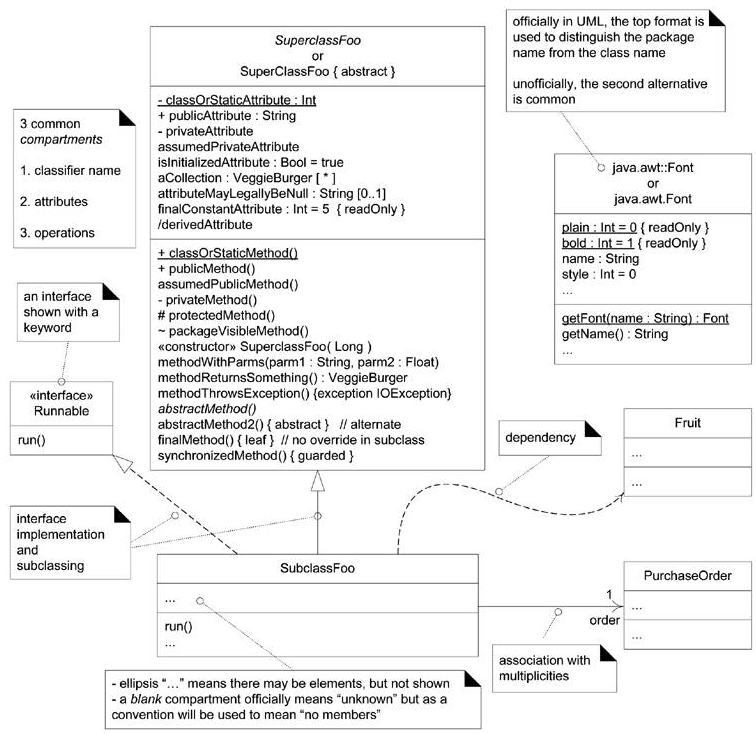 SuperclassFoo
or
SuperClassFoo { abstract }
- classOrStaticAttribute : Int
+ publicAttribute : String
- privateAttribute
assumedPrivateAttribute
isInitializedAttribute : Bool = true
aCollection : VeggieBurger [ * ]
attributeMayLegallyBeNull : String [0..1]
finalConstantAttribute : Int = 5 { readOnly }
/derivedAttribute
+ classOrStaticMethod()
+ publicMethod()
assumedPublicMethod()
- privateMethod()
# protectedMethod()
~ packageVisibleMethod()
«constructor» SuperclassFoo( Long )
methodWithParms(parm1 : String, parm2 : Float)
methodReturnsSomething() : VeggieBurger
methodThrowsException() {exception IOException}
abstractMethod()
abstractMethod2() { abstract } // alternate
finalMethod() { leaf } // no override in subclass
synchronizedMethod() { guarded }
3 common
compartments
1. classifier name
2. attributes
3. operations
officially in UML, the top format is
used to distinguish the package
name from the class name
unofficially, the second alternative
is common
java.awt::Font
or
java.awt.Font
plain : Int = 0 { readOnly }
bold : Int = 1 { readOnly }
name : String
style : Int = 0
...
getFont(name : String) : Font
getName() : String
...
an interface
shown with a
keyword
«interface»
Runnable
run()
dependency
Fruit
...
...
interface
implementation
and
subclassing
SubclassFoo
...
run()
...
1
order
PurchaseOrder
...
...
association with
multiplicities
- ellipsis “…” means there may be elements, but not shown
- a blank compartment officially means “unknown” but as a
convention will be used to mean “no members”